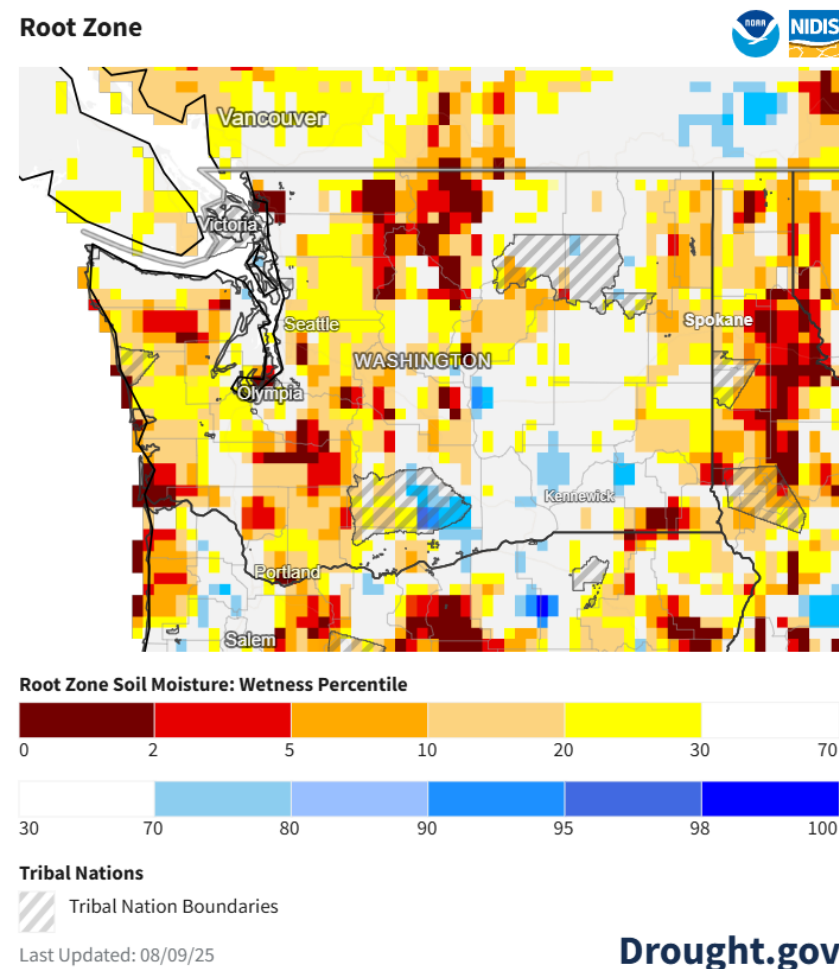 Root Zone
NOAA
NIDIS
Vancouver
Victoria
Seattle
Spokane
WASHINGTON
Olympia
Kennewick
Portland
Salem
Root Zone Soil Moisture: Wetness Percentile
0 2 5 10 20 30 70
30 70 80 90 95 98 100
Tribal Nations
Tribal Nation Boundaries
Last Updated: 08/09/25
Drought.gov